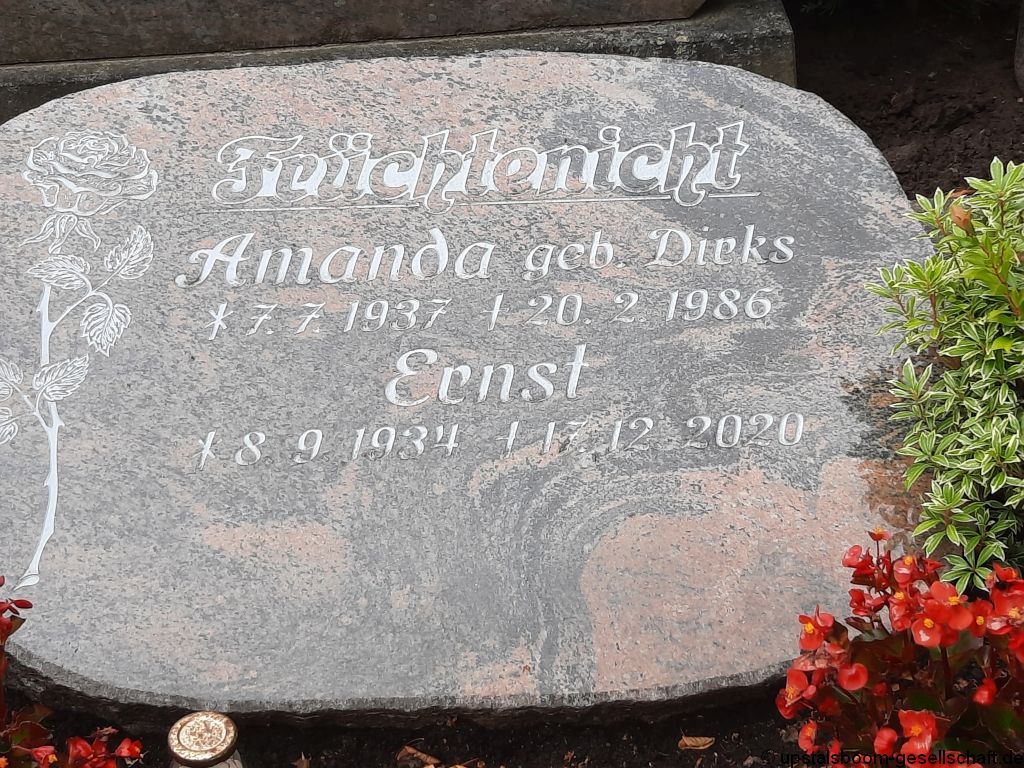 Früchtenicht
Amanda geb. Dirks
* 7. 7. 1937 † 20. 2. 1986
Ernst
* 8. 9. 1934 † 17. 12. 2020
© upstalsboom-gesellschaft.de